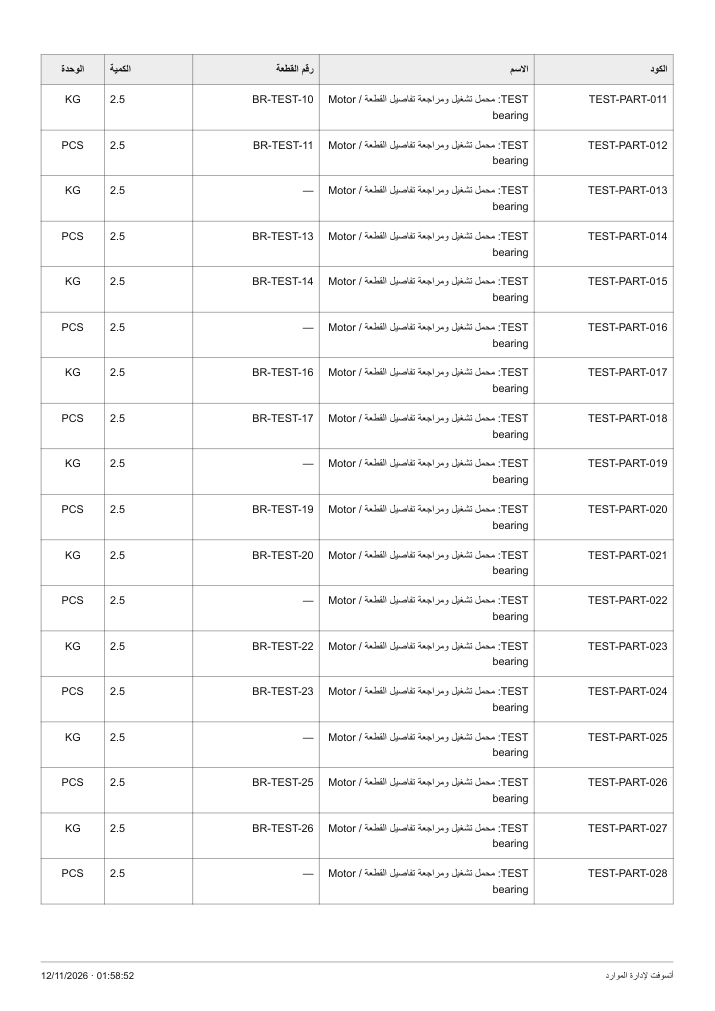 الكود الاسم رقم القطعة الكمية الوحدة
TEST-PART-011 TEST: محمل تشغيل ومراجعة تفاصيل القطعة / Motor BR-TEST-10 2.5 KG
bearing
TEST-PART-012 TEST: محمل تشغيل ومراجعة تفاصيل القطعة / Motor BR-TEST-11 2.5 PCS
bearing
TEST-PART-013 TEST: محمل تشغيل ومراجعة تفاصيل القطعة / Motor — 2.5 KG
bearing
TEST-PART-014 TEST: محمل تشغيل ومراجعة تفاصيل القطعة / Motor BR-TEST-13 2.5 PCS
bearing
TEST-PART-015 TEST: محمل تشغيل ومراجعة تفاصيل القطعة / Motor BR-TEST-14 2.5 KG
bearing
TEST-PART-016 TEST: محمل تشغيل ومراجعة تفاصيل القطعة / Motor — 2.5 PCS
bearing
TEST-PART-017 TEST: محمل تشغيل ومراجعة تفاصيل القطعة / Motor BR-TEST-16 2.5 KG
bearing
TEST-PART-018 TEST: محمل تشغيل ومراجعة تفاصيل القطعة / Motor BR-TEST-17 2.5 PCS
bearing
TEST-PART-019 TEST: محمل تشغيل ومراجعة تفاصيل القطعة / Motor — 2.5 KG
bearing
TEST-PART-020 TEST: محمل تشغيل ومراجعة تفاصيل القطعة / Motor BR-TEST-19 2.5 PCS
bearing
TEST-PART-021 TEST: محمل تشغيل ومراجعة تفاصيل القطعة / Motor BR-TEST-20 2.5 KG
bearing
TEST-PART-022 TEST: محمل تشغيل ومراجعة تفاصيل القطعة / Motor — 2.5 PCS
bearing
TEST-PART-023 TEST: محمل تشغيل ومراجعة تفاصيل القطعة / Motor BR-TEST-22 2.5 KG
bearing
TEST-PART-024 TEST: محمل تشغيل ومراجعة تفاصيل القطعة / Motor BR-TEST-23 2.5 PCS
bearing
TEST-PART-025 TEST: محمل تشغيل ومراجعة تفاصيل القطعة / Motor — 2.5 KG
bearing
TEST-PART-026 TEST: محمل تشغيل ومراجعة تفاصيل القطعة / Motor BR-TEST-25 2.5 PCS
bearing
TEST-PART-027 TEST: محمل تشغيل ومراجعة تفاصيل القطعة / Motor BR-TEST-26 2.5 KG
bearing
TEST-PART-028 TEST: محمل تشغيل ومراجعة تفاصيل القطعة / Motor — 2.5 PCS
bearing
أتسوفت لإدارة الموارد 12/11/2026 · 01:58:52